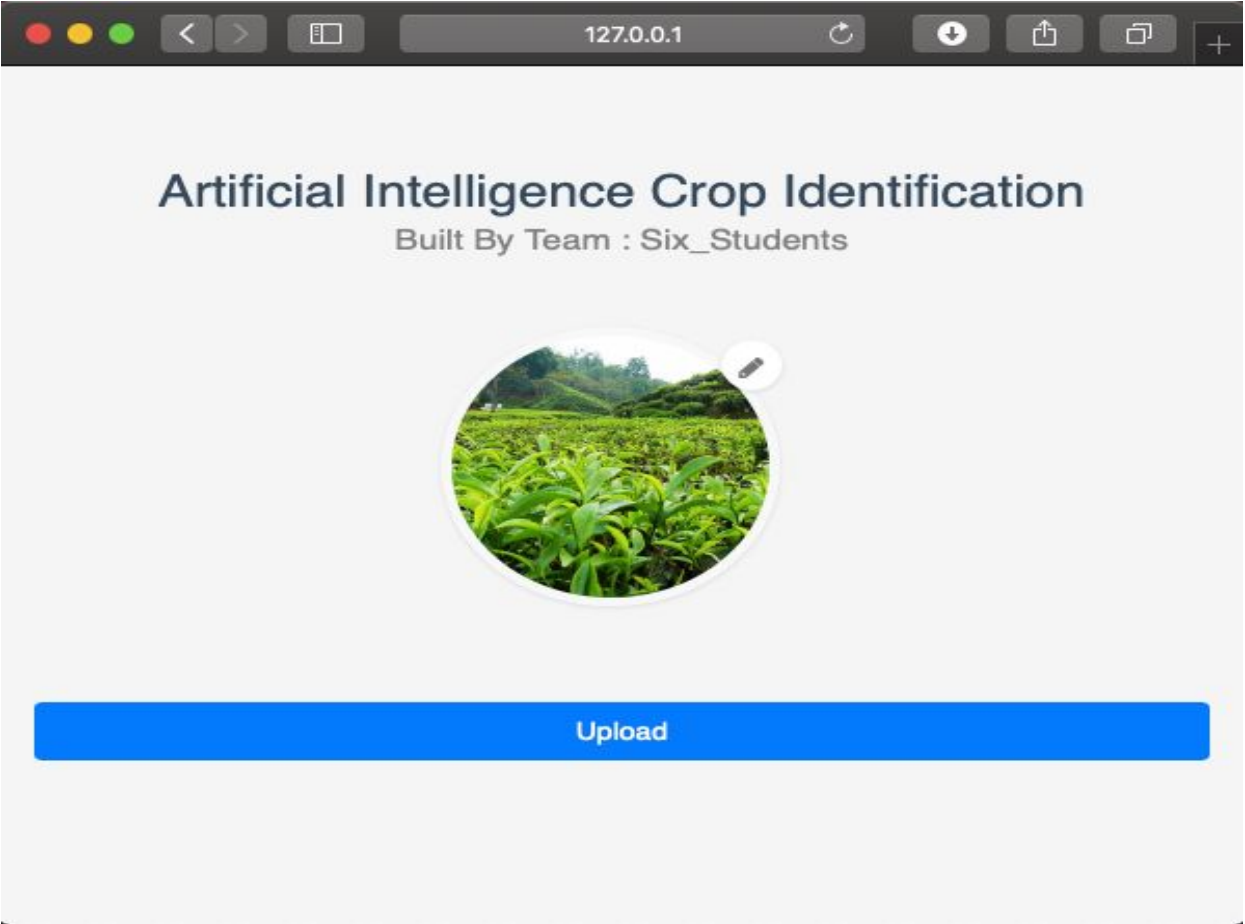 127.0.0.1
Artificial Intelligence Crop Identification
Built By Team : Six_Students
Upload